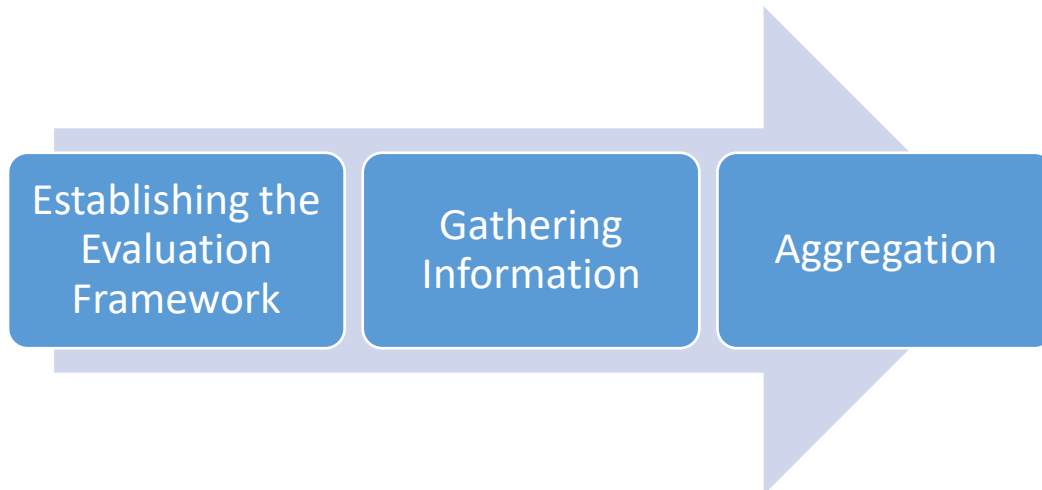 Establishing the
Evaluation
Framework
Gathering
Information
Aggregation